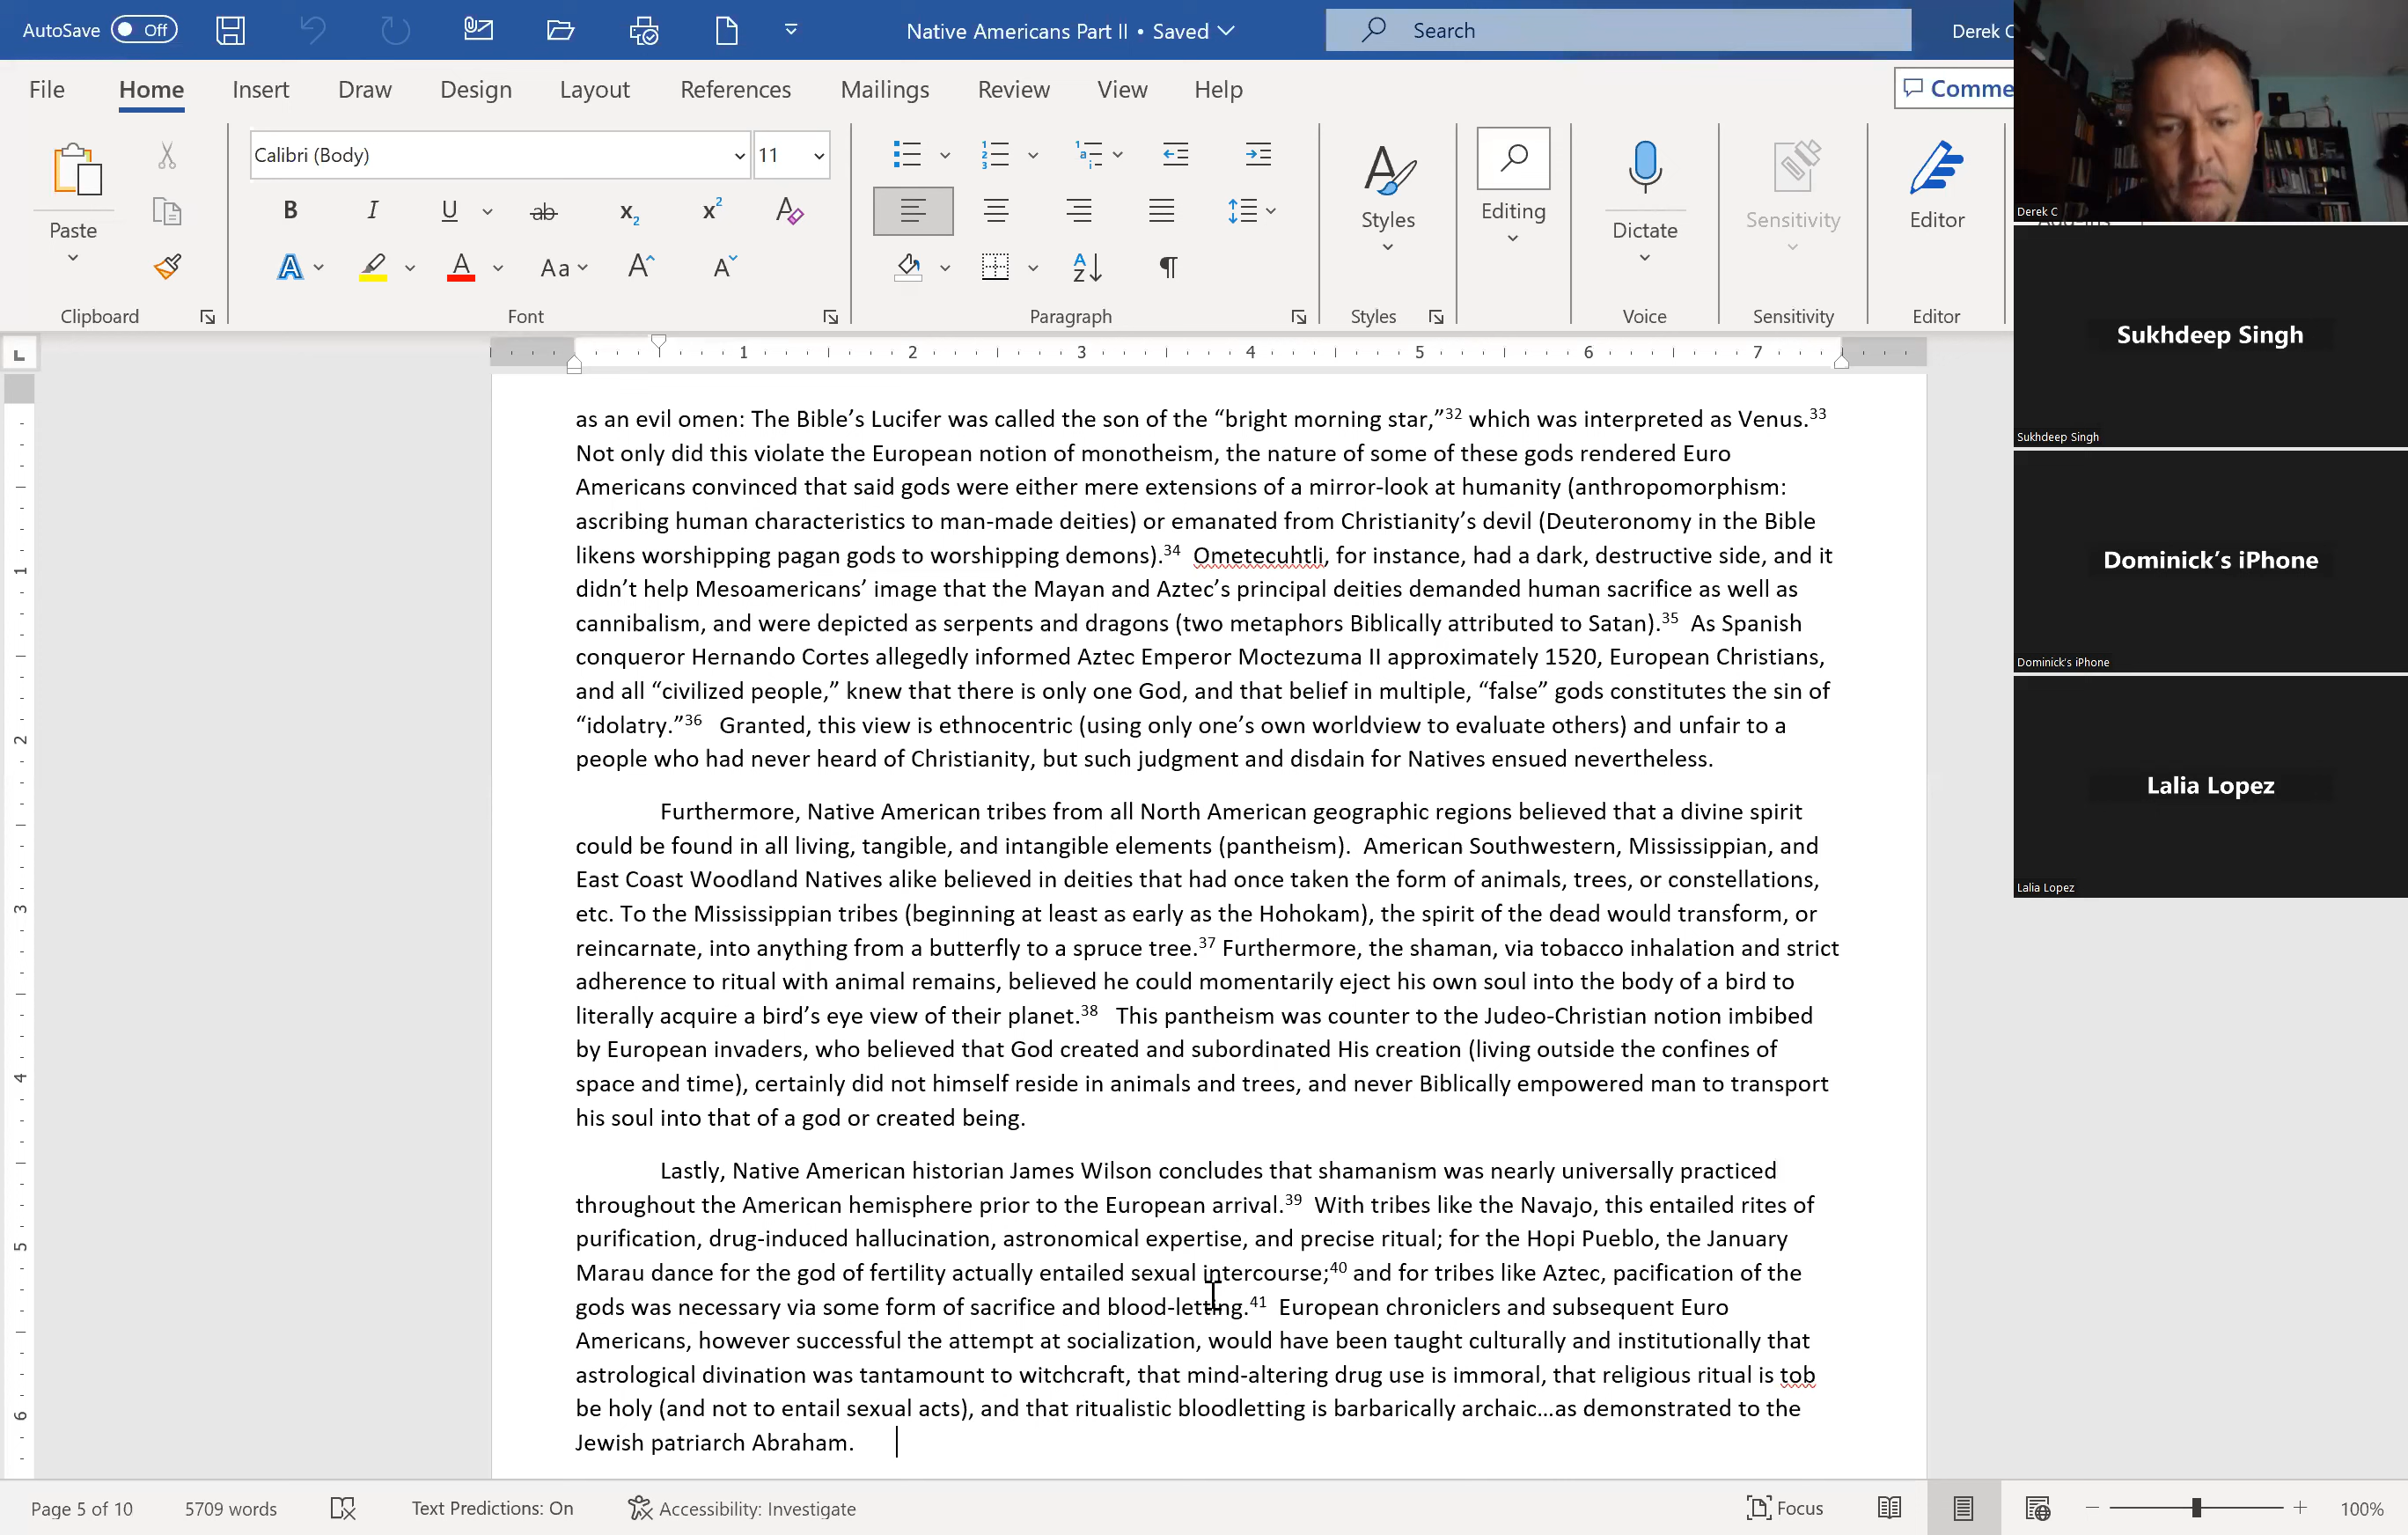 AutoSave Off
Native Americans Part II • Saved
Search
Derek C
File Home Insert Draw Design Layout References Mailings Review View Help
Comme
Calibri (Body) 11
Paste
B I U ab x2 x2 A
A A Aa A A
Styles
Editing
Dictate
Sensitivity
Editor
Clipboard Font Paragraph Styles Voice Sensitivity Editor
1 2 3 4 5 6 7
as an evil omen: The Bible’s Lucifer was called the son of the “bright morning star,”32 which was interpreted as Venus.33
Not only did this violate the European notion of monotheism, the nature of some of these gods rendered Euro
Americans convinced that said gods were either mere extensions of a mirror-look at humanity (anthropomorphism:
ascribing human characteristics to man-made deities) or emanated from Christianity’s devil (Deuteronomy in the Bible
likens worshipping pagan gods to worshipping demons).34 Ometecuhtli, for instance, had a dark, destructive side, and it
didn’t help Mesoamericans’ image that the Mayan and Aztec’s principal deities demanded human sacrifice as well as
cannibalism, and were depicted as serpents and dragons (two metaphors Biblically attributed to Satan).35 As Spanish
conqueror Hernando Cortes allegedly informed Aztec Emperor Moctezuma II approximately 1520, European Christians,
and all “civilized people,” knew that there is only one God, and that belief in multiple, “false” gods constitutes the sin of
“idolatry.”36 Granted, this view is ethnocentric (using only one’s own worldview to evaluate others) and unfair to a
people who had never heard of Christianity, but such judgment and disdain for Natives ensued nevertheless.
Furthermore, Native American tribes from all North American geographic regions believed that a divine spirit
could be found in all living, tangible, and intangible elements (pantheism). American Southwestern, Mississippian, and
East Coast Woodland Natives alike believed in deities that had once taken the form of animals, trees, or constellations,
etc. To the Mississippian tribes (beginning at least as early as the Hohokam), the spirit of the dead would transform, or
reincarnate, into anything from a butterfly to a spruce tree.37 Furthermore, the shaman, via tobacco inhalation and strict
adherence to ritual with animal remains, believed he could momentarily eject his own soul into the body of a bird to
literally acquire a bird’s eye view of their planet.38 This pantheism was counter to the Judeo-Christian notion imbibed
by European invaders, who believed that God created and subordinated His creation (living outside the confines of
space and time), certainly did not himself reside in animals and trees, and never Biblically empowered man to transport
his soul into that of a god or created being.
Lastly, Native American historian James Wilson concludes that shamanism was nearly universally practiced
throughout the American hemisphere prior to the European arrival.39 With tribes like the Navajo, this entailed rites of
purification, drug-induced hallucination, astronomical expertise, and precise ritual; for the Hopi Pueblo, the January
Marau dance for the god of fertility actually entailed sexual intercourse;40 and for tribes like Aztec, pacification of the
gods was necessary via some form of sacrifice and blood-letting.41 European chroniclers and subsequent Euro
Americans, however successful the attempt at socialization, would have been taught culturally and institutionally that
astrological divination was tantamount to witchcraft, that mind-altering drug use is immoral, that religious ritual is tob
be holy (and not to entail sexual acts), and that ritualistic bloodletting is barbarically archaic…as demonstrated to the
Jewish patriarch Abraham.
1
2
3
4
5
6
Page 5 of 10 5709 words Text Predictions: On Accessibility: Investigate Focus 100%
Derek C
Sukhdeep Singh
Sukhdeep Singh
Dominick’s iPhone
Dominick’s iPhone
Lalia Lopez
Lalia Lopez